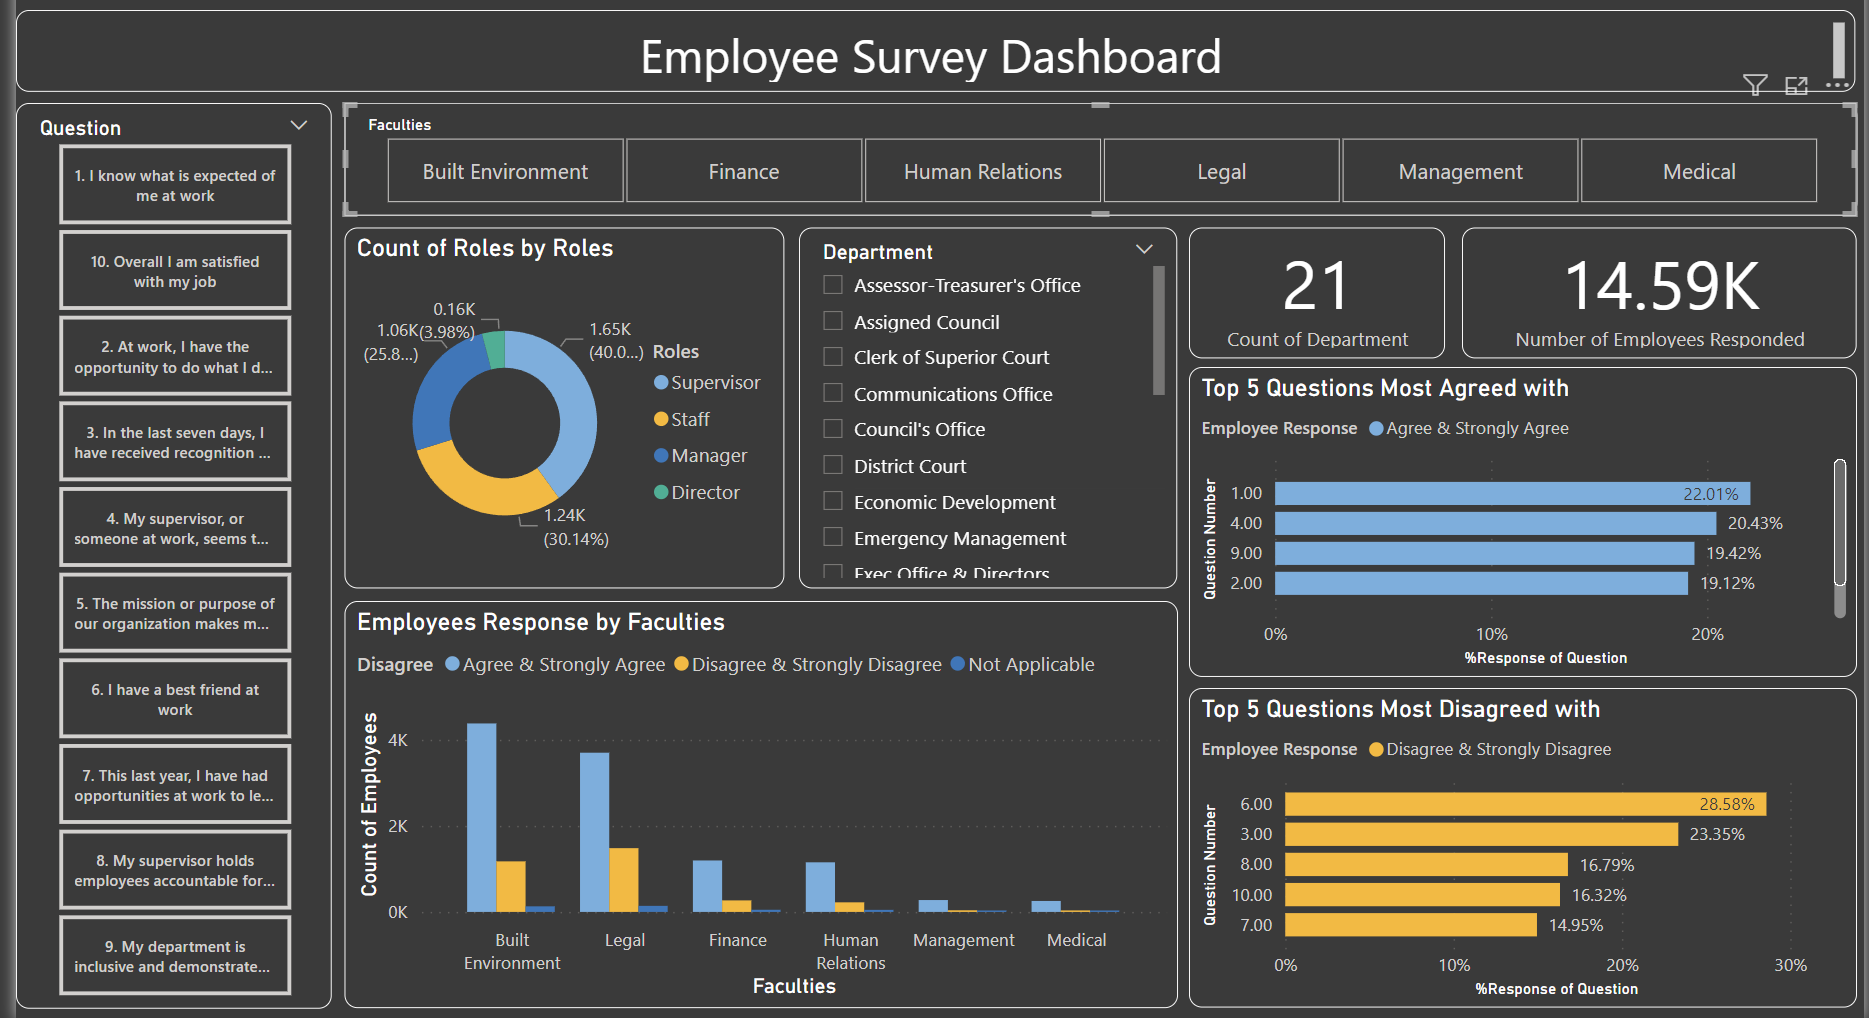 Employee Survey Dashboard
Question
1. I know what is expected of
me at work
10. Overall I am satisfied
with my job
2. At work, I have the
opportunity to do what I d...
3. In the last seven days, I
have received recognition ...
4. My supervisor, or
someone at work, seems t...
5. The mission or purpose of
our organization makes m...
6. I have a best friend at
work
7. This last year, I have had
opportunities at work to le...
8. My supervisor holds
employees accountable for...
9. My department is
inclusive and demonstrate...
Faculties
Built Environment
Finance
Human Relations
Legal
Management
Medical
Count of Roles by Roles
0.16K
(3.98%)
1.06K
(25.8...)
1.65K
(40.0...)
1.24K
(30.14%)
Roles
Supervisor
Staff
Manager
Director
Department
Assessor-Treasurer's Office
Assigned Council
Clerk of Superior Court
Communications Office
Council's Office
District Court
Economic Development
Emergency Management
Exec Office & Directors
21
Count of Department
14.59K
Number of Employees Responded
Employees Response by Faculties
Disagree Agree & Strongly Agree Disagree & Strongly Disagree Not Applicable
Count of Employees
4K
2K
0K
Built
Environment
Legal
Finance
Human
Relations
Management
Medical
Faculties
Top 5 Questions Most Agreed with
Employee Response Agree & Strongly Agree
Question Number
1.00 22.01%
4.00 20.43%
9.00 19.42%
2.00 19.12%
0% 10% 20%
%Response of Question
Top 5 Questions Most Disagreed with
Employee Response Disagree & Strongly Disagree
Question Number
6.00 28.58%
3.00 23.35%
8.00 16.79%
10.00 16.32%
7.00 14.95%
0% 10% 20% 30%
%Response of Question